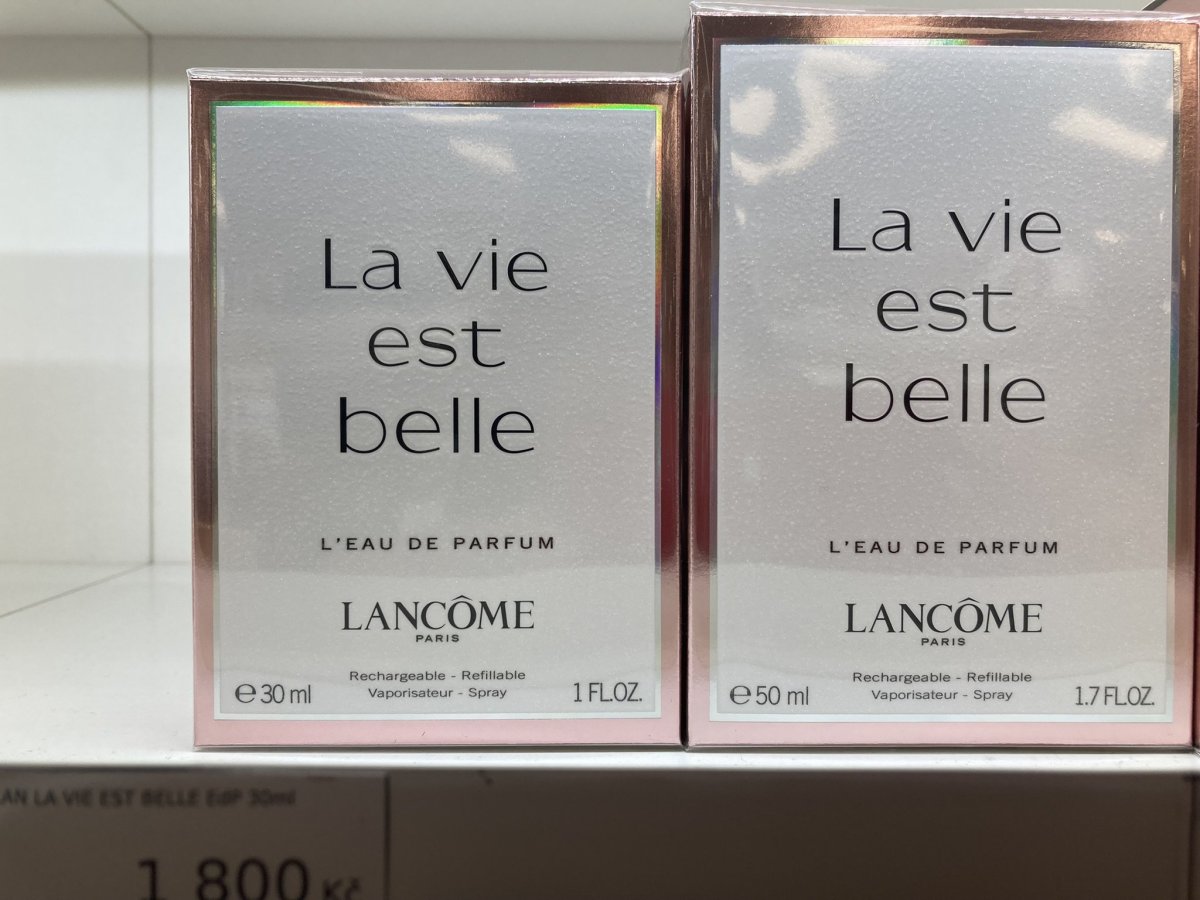 La vie
est
belle
L'EAU DE PARFUM
LANCÔME
PARIS
Rechargeable - Refillable
Vaporisateur - Spray
℮ 30 ml
1 FL.OZ.
La vie
est
belle
L'EAU DE PARFUM
LANCÔME
PARIS
Rechargeable - Refillable
Vaporisateur - Spray
℮ 50 ml
1.7 FL.OZ.
LAN LA VIE EST BELLE EdP 30ml
1 800 Kč